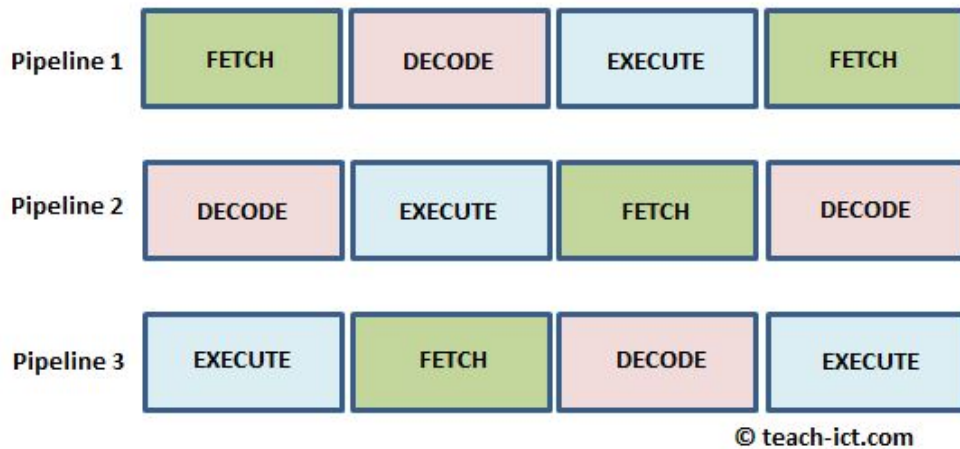 Pipeline 1 FETCH DECODE EXECUTE FETCH
Pipeline 2 DECODE EXECUTE FETCH DECODE
Pipeline 3 EXECUTE FETCH DECODE EXECUTE
© teach-ict.com